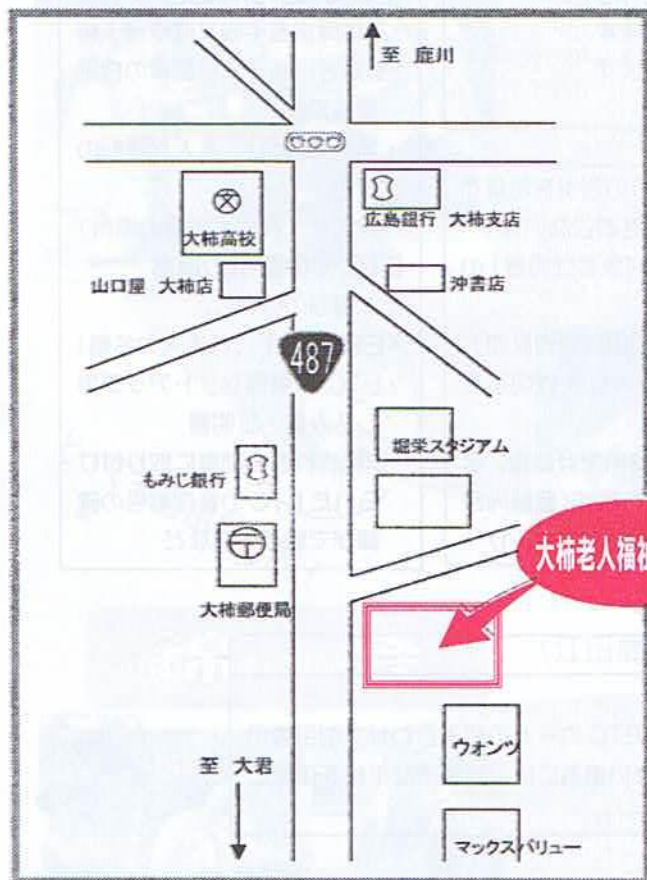 至 鹿川
大柿高校
広島銀行 大柿支店
山口屋 大柿店
沖書店
487
堀栄スタジアム
もみじ銀行
大柿郵便局
大柿老人福祉
ウォンツ
至 大君
マックスバリュー